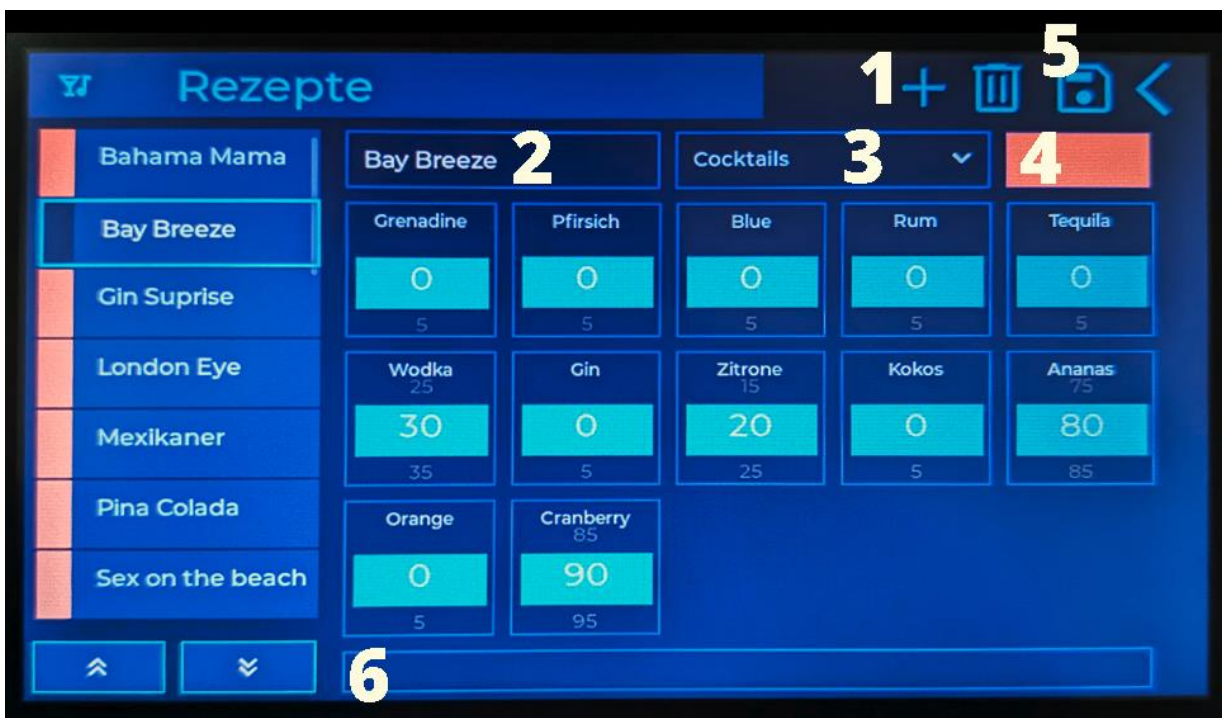 5
Rezepte 1
Bahama Mama
Bay Breeze
Gin Suprise
London Eye
Mexikaner
Pina Colada
Sex on the beach
Bay Breeze 2 Cocktails 3 4
Grenadine Pfirsich Blue Rum Tequila
0 0 0 0 0
5 5 5 5 5
Wodka Gin Zitrone Kokos Ananas
25 15 75
30 0 20 0 80
35 5 25 5 85
Orange Cranberry
85
0 90
5 95
6